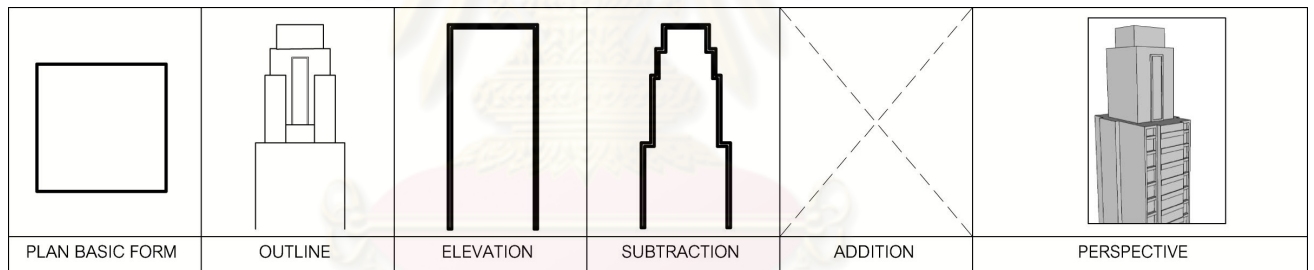 PLAN BASIC FORM
OUTLINE
ELEVATION
SUBTRACTION
ADDITION
PERSPECTIVE